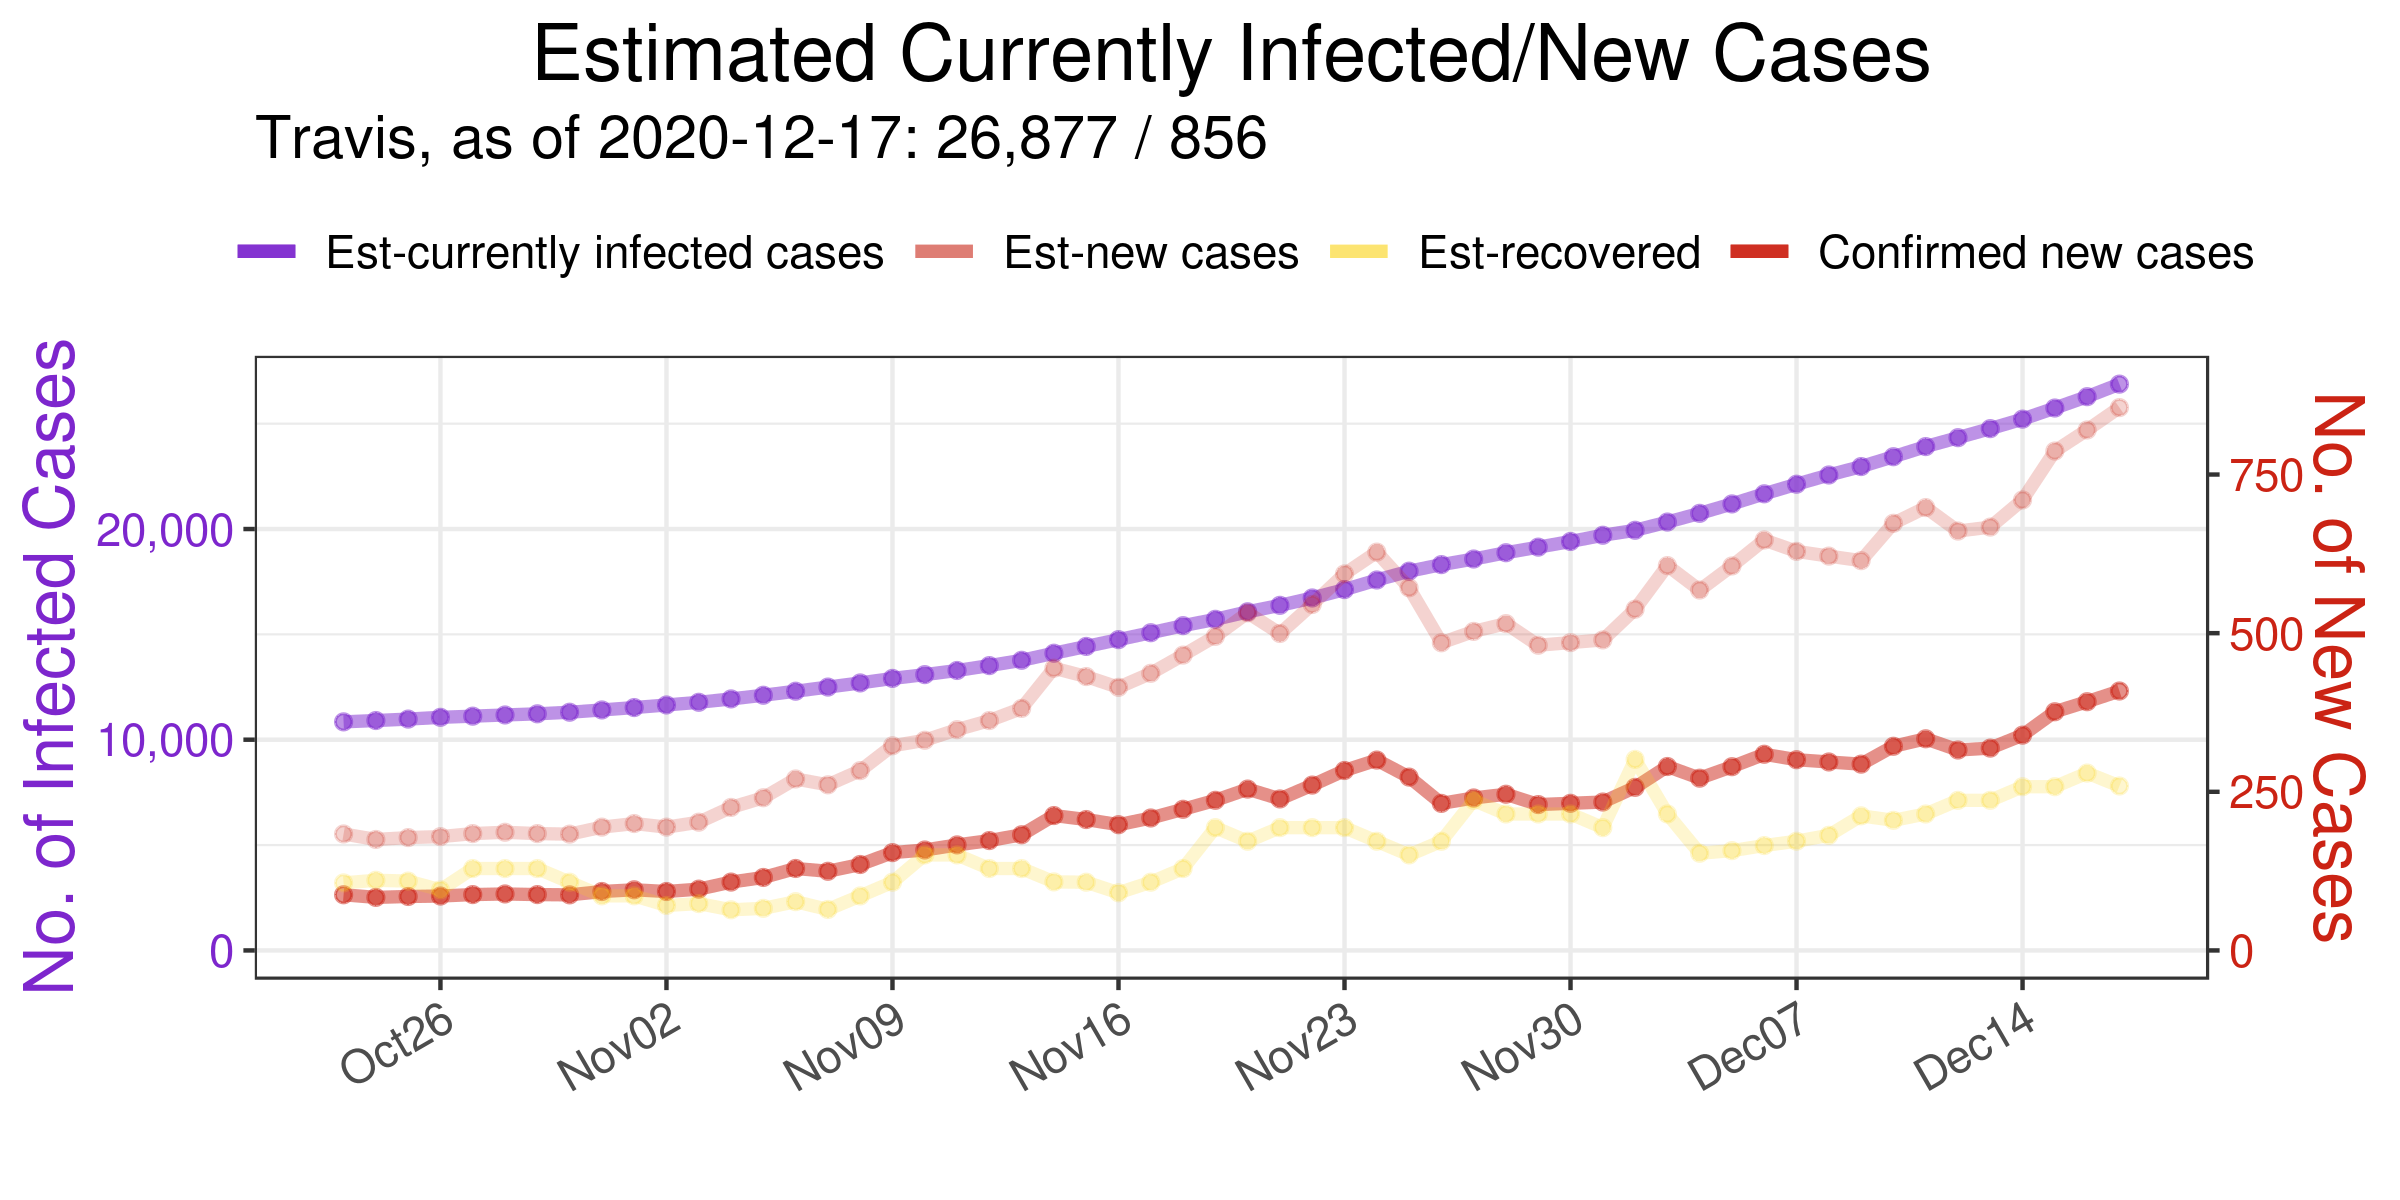 Estimated Currently Infected/New Cases
Travis, as of 2020-12-17: 26,877 / 856
Est-currently infected cases Est-new cases Est-recovered Confirmed new cases
No. of Infected Cases
20,000
10,000
0
750
500
250
0
No. of New Cases
Oct26 Nov02 Nov09 Nov16 Nov23 Nov30 Dec07 Dec14